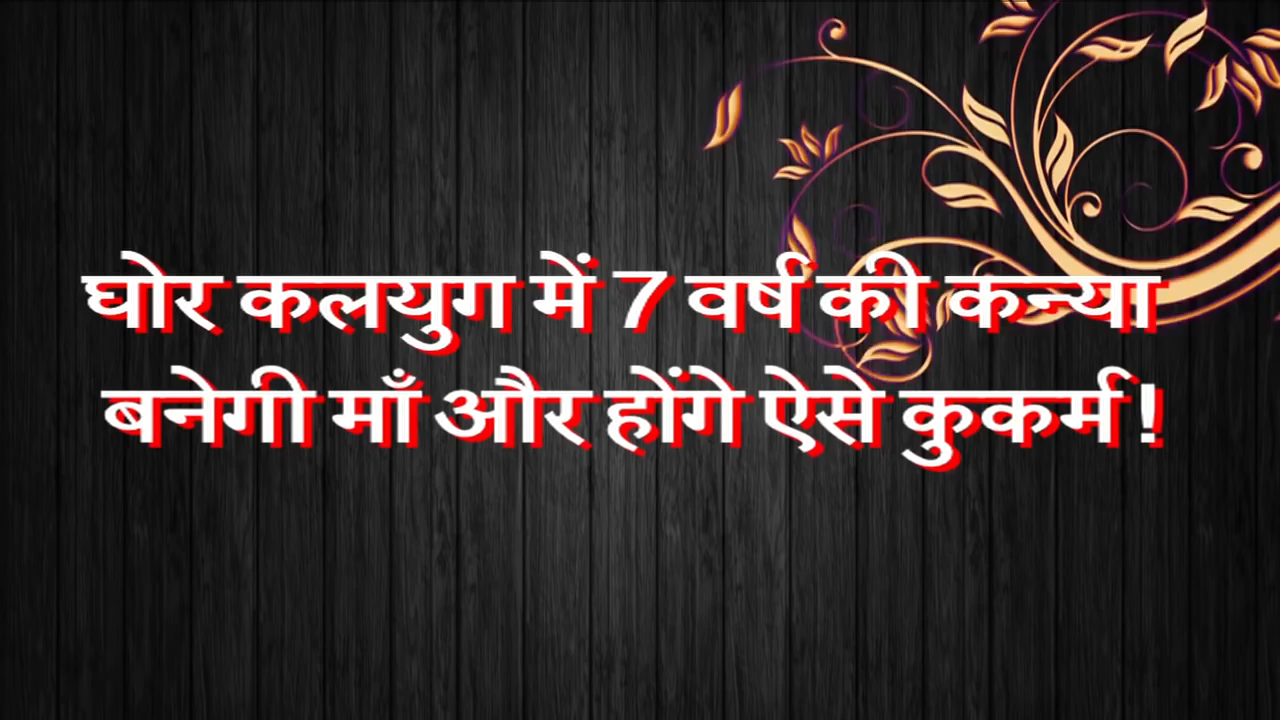 घोर कलयुग में 7 वर्ष की कन्या
बनेगी माँ और होंगे ऐसे कुकर्म !